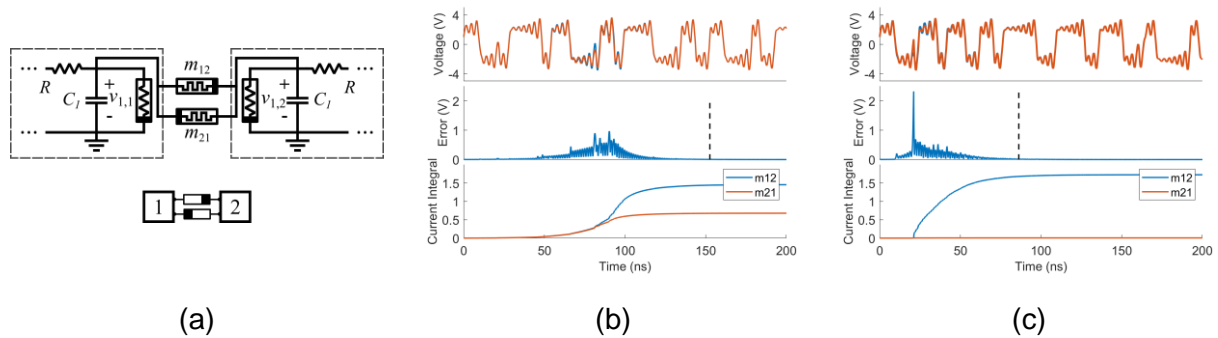 m12
R
C1
+
v1,1
-
m21
+
v1,2
-
C1
R
1
2
(a)
Voltage (V)
4
0
-4
Error (V)
2
1
0
Current Integral
1.5
1
0.5
0
m12
m21
0
50
100
150
200
Time (ns)
(b)
Voltage (V)
4
0
-4
Error (V)
2
1
0
Current Integral
1.5
1
0.5
0
m12
m21
0
50
100
150
200
Time (ns)
(c)